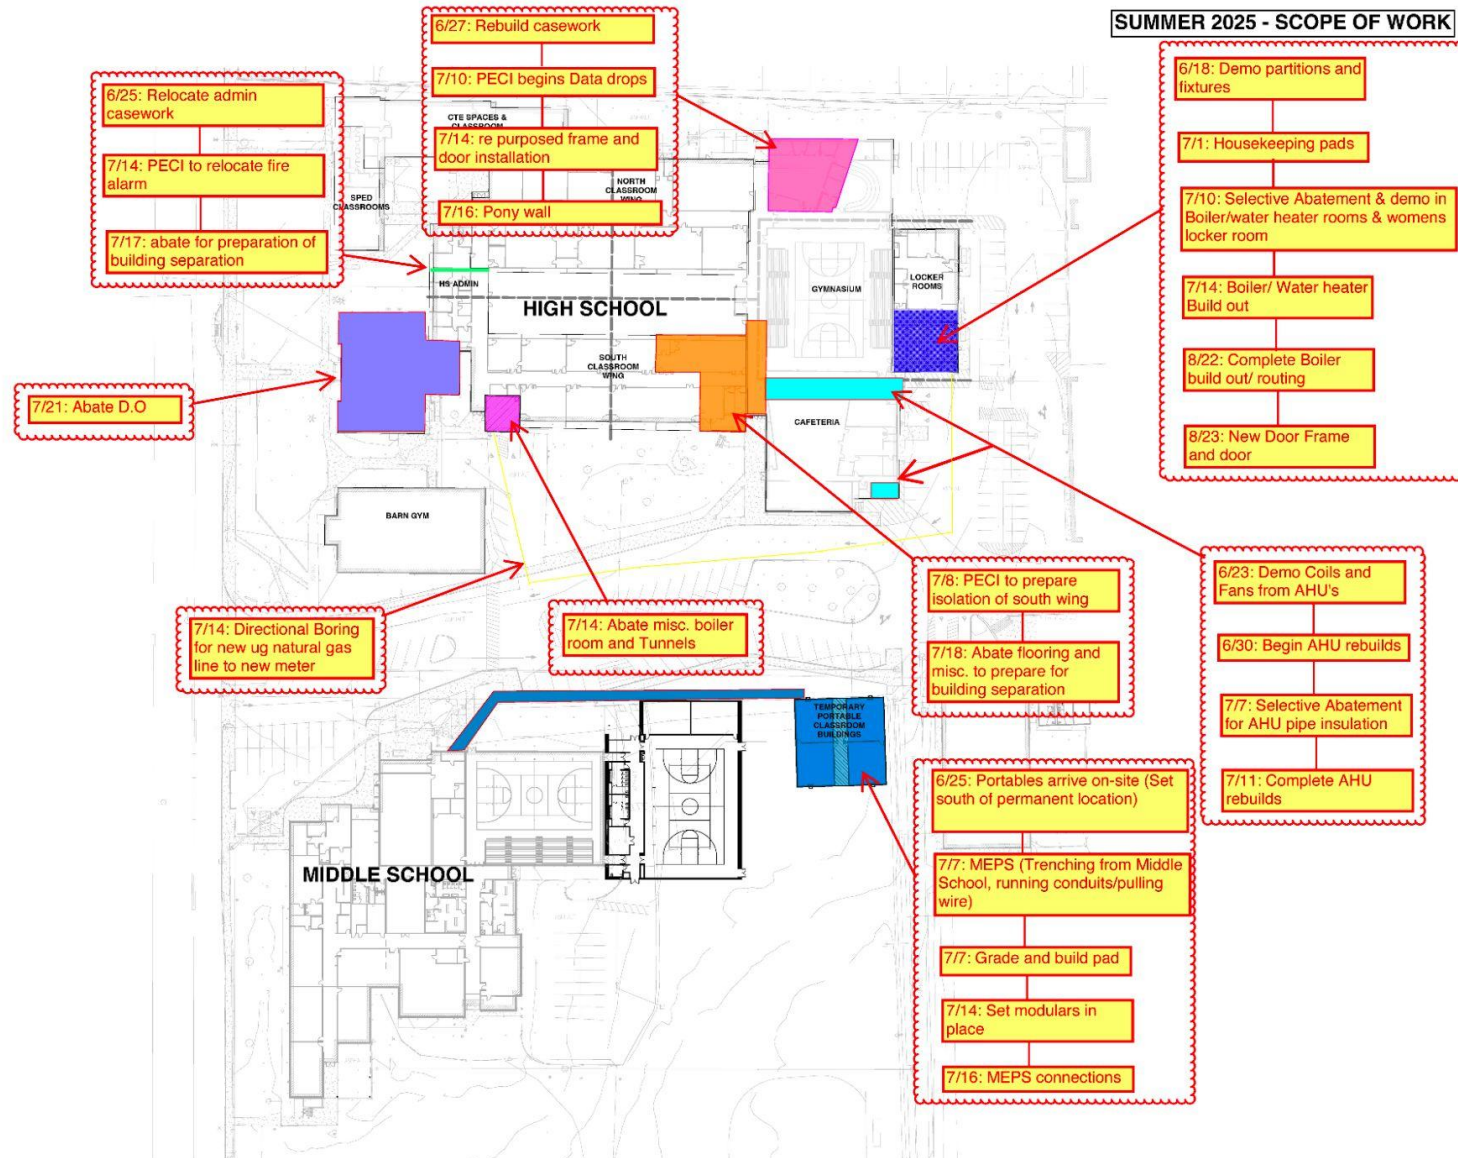 SUMMER 2025 - SCOPE OF WORK
6/27: Rebuild casework
7/10: PECI begins Data drops
7/14: re purposed frame and
door installation
7/16: Pony wall
6/25: Relocate admin
casework
7/14: PECI to relocate fire
alarm
7/17: abate for preparation of
building separation
6/18: Demo partitions and
fixtures
7/1: Housekeeping pads
7/10: Selective Abatement & demo in
Boiler/water heater rooms & womens
locker room
7/14: Boiler/ Water heater
Build out
8/22: Complete Boiler
build out/ routing
8/23: New Door Frame
and door
CTE SPACES &
CLASSROOM
SPED
CLASSROOMS
NORTH
CLASSROOM
WING
HS ADMIN
HIGH SCHOOL
GYMNASIUM
LOCKER
ROOMS
SOUTH
CLASSROOM
WING
CAFETERIA
7/21: Abate D.O
BARN GYM
7/14: Directional Boring
for new ug natural gas
line to new meter
7/14: Abate misc. boiler
room and Tunnels
7/8: PECI to prepare
isolation of south wing
7/18: Abate flooring and
misc. to prepare for
building separation
6/23: Demo Coils and
Fans from AHU's
6/30: Begin AHU rebuilds
7/7: Selective Abatement
for AHU pipe insulation
7/11: Complete AHU
rebuilds
TEMPORARY
PORTABLE
CLASSROOM
BUILDINGS
MIDDLE SCHOOL
6/25: Portables arrive on-site (Set
south of permanent location)
7/7: MEPS (Trenching from Middle
School, running conduits/pulling
wire)
7/7: Grade and build pad
7/14: Set modulars in
place
7/16: MEPS connections